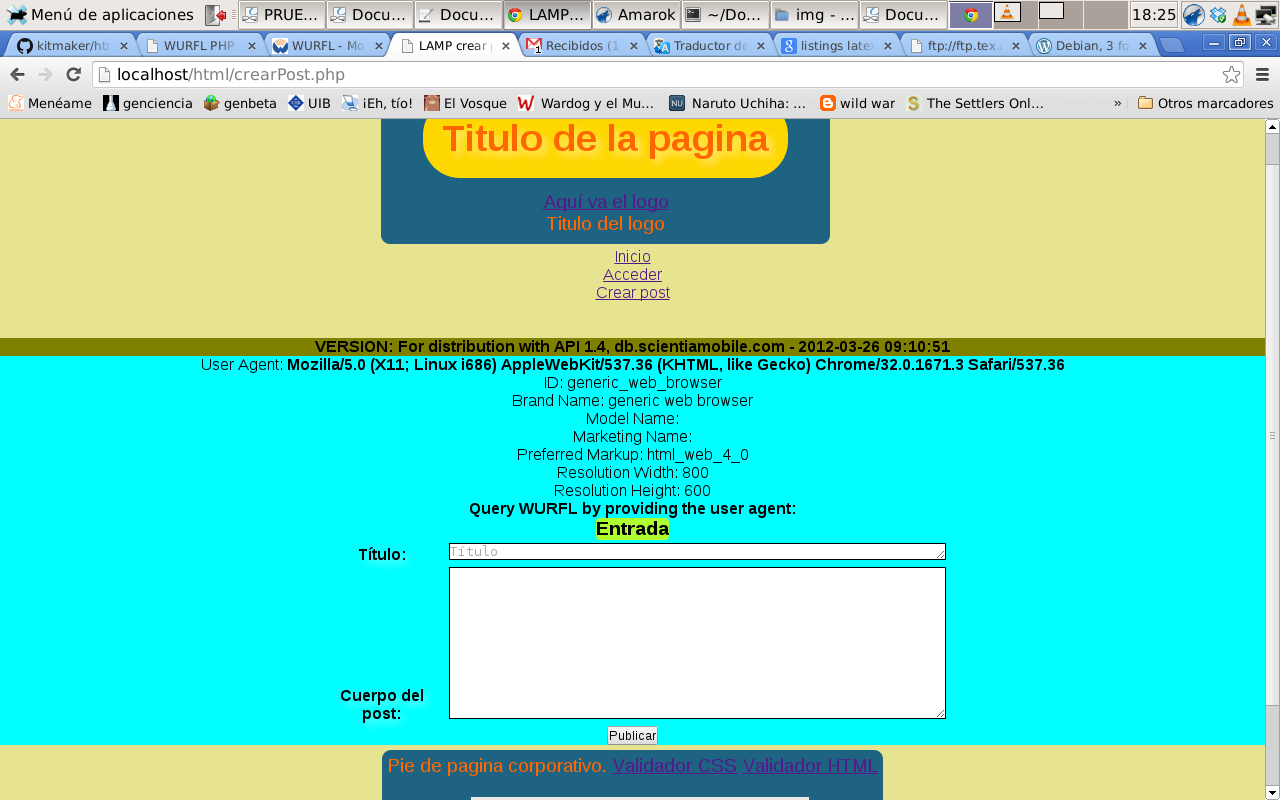 Menú de aplicaciones PRUE... Docu... Docu... LAMP... Amarok ~/Do... img - ... Docu... 18:25
kitmaker/ht WURFL PHP WURFL - Mo LAMP crear p Recibidos (1 Traductor de listings late ftp://ftp.tex. Debian, 3 fo
localhost/html/crearPost.php
Menéame genciencia genbeta UIB ¡Eh, tío! El Vosque Wardog y el Mu... Naruto Uchiha: ... wild war The Settlers Onl... » Otros marcadores
Titulo de la pagina
Aquí va el logo
Titulo del logo
Inicio
Acceder
Crear post
VERSION: For distribution with API 1.4, db.scientiamobile.com - 2012-03-26 09:10:51
User Agent: Mozilla/5.0 (X11; Linux i686) AppleWebKit/537.36 (KHTML, like Gecko) Chrome/32.0.1671.3 Safari/537.36
ID: generic_web_browser
Brand Name: generic web browser
Model Name:
Marketing Name:
Preferred Markup: html_web_4_0
Resolution Width: 800
Resolution Height: 600
Query WURFL by providing the user agent:
Entrada
Título: Título
Cuerpo del
post:
Publicar
Pie de pagina corporativo. Validador CSS Validador HTML